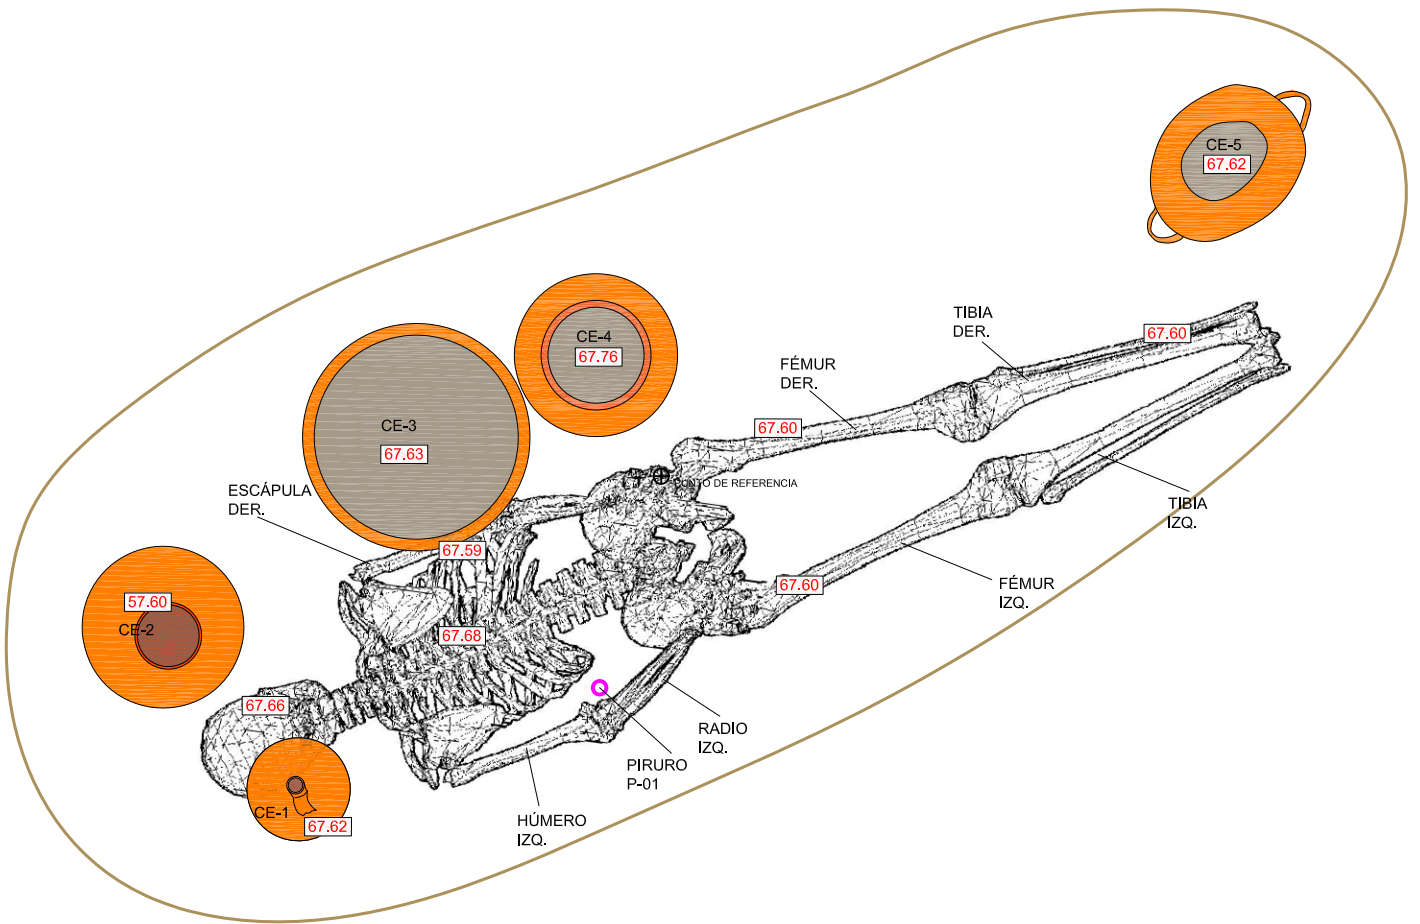 CE-5
67.62
TIBIA
DER.
67.60
CE-4
67.76
FÉMUR
DER.
67.60
CE-3
67.63
PUNTO DE REFERENCIA
ESCÁPULA
DER.
TIBIA
IZQ.
67.59
67.60
FÉMUR
IZQ.
57.60
CE-2
67.68
67.66
RADIO
IZQ.
PIRURO
P-01
CE-1
67.62
HÚMERO
IZQ.